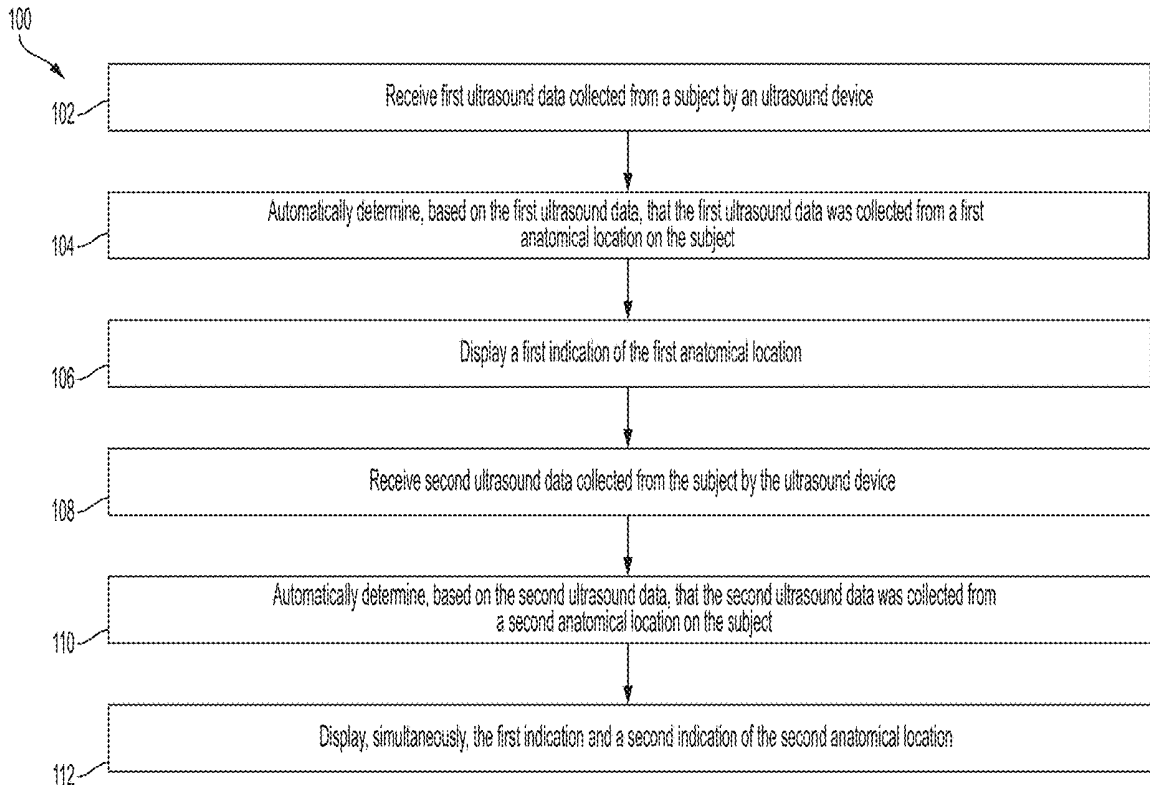 100
Receive first ultrasound data collected from a subject by an ultrasound device
102
Automatically determine, based on the first ultrasound data, that the first ultrasound data was collected from a first
anatomical location on the subject
104
Display a first indication of the first anatomical location
106
Receive second ultrasound data collected from the subject by the ultrasound device
108
Automatically determine, based on the second ultrasound data, that the second ultrasound data was collected from
a second anatomical location on the subject
110
Display, simultaneously, the first indication and a second indication of the second anatomical location
112